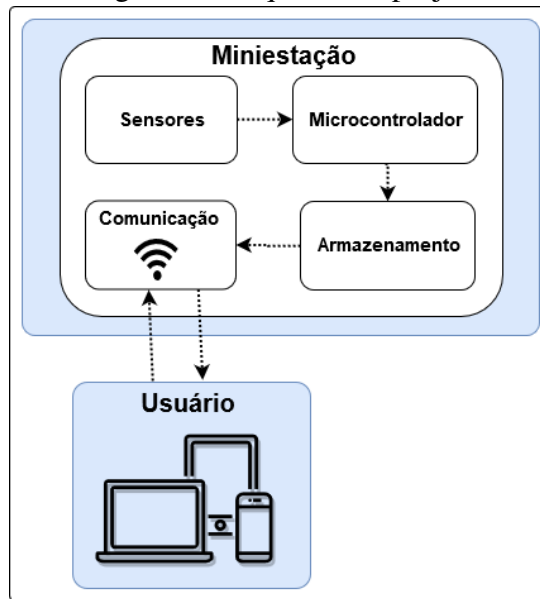 Miniestação
Sensores
Microcontrolador
Comunicação
Armazenamento
Usuário